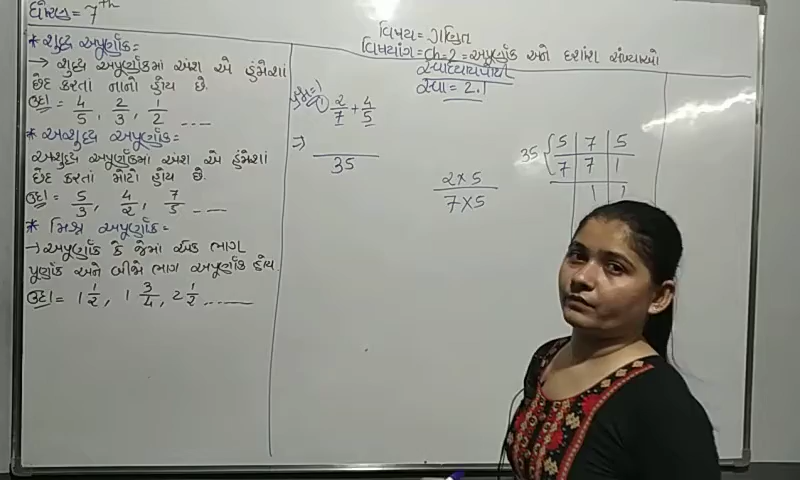 ધોરણ = 7th
વિષય = ગણિત
વિષયાંગ = ch = 2 = અપૂર્ણાંક અને દશાંશ સંખ્યાઓ
સ્વાધ્યાયપોથી
સ્વા = 2.1
* શુદ્ધ અપૂર્ણાંક =
→ શુદ્ધ અપૂર્ણાંકમાં અંશ એ હંમેશાં
છેદ કરતાં નાનો હોય છે.
ઉદા = 4/5, 2/3, 1/2 ----
* અશુદ્ધ અપૂર્ણાંક =
અશુદ્ધ અપૂર્ણાંકમાં અંશ એ હંમેશાં
છેદ કરતાં મોટો હોય છે.
ઉદા = 5/3, 4/2, 7/5 ---
* મિશ્ર અપૂર્ણાંક =
→ અપૂર્ણાંક કે જેમાં એક ભાગ
પૂર્ણાંક અને બીજો ભાગ અપૂર્ણાંક હોય.
ઉદા = 1 1/2, 1 3/4, 2 1/2 ------
① 2/7 + 4/5
⇒ /35
2 × 5
7 × 5
35 { 5 7 5
7 7 1
1 1